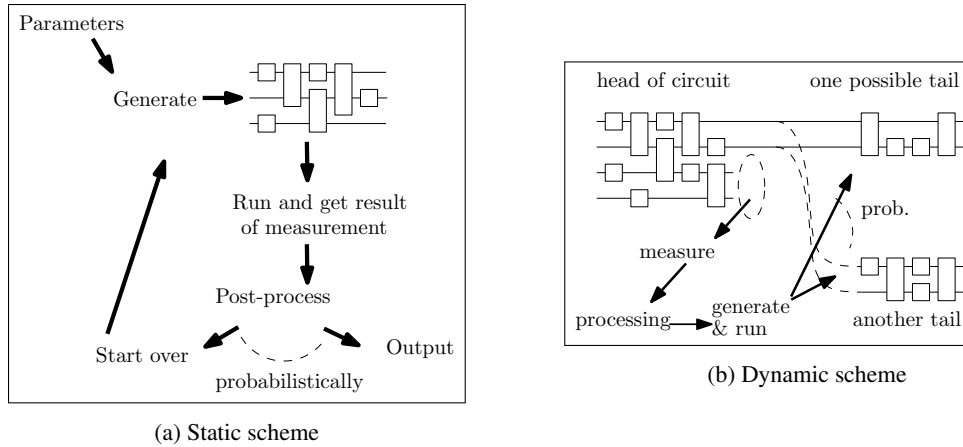 Parameters
Generate
Run and get result
of measurement
Post-process
Start over
Output
probabilistically
(a) Static scheme
head of circuit
one possible tail
prob.
measure
processing
generate
& run
another tail
(b) Dynamic scheme